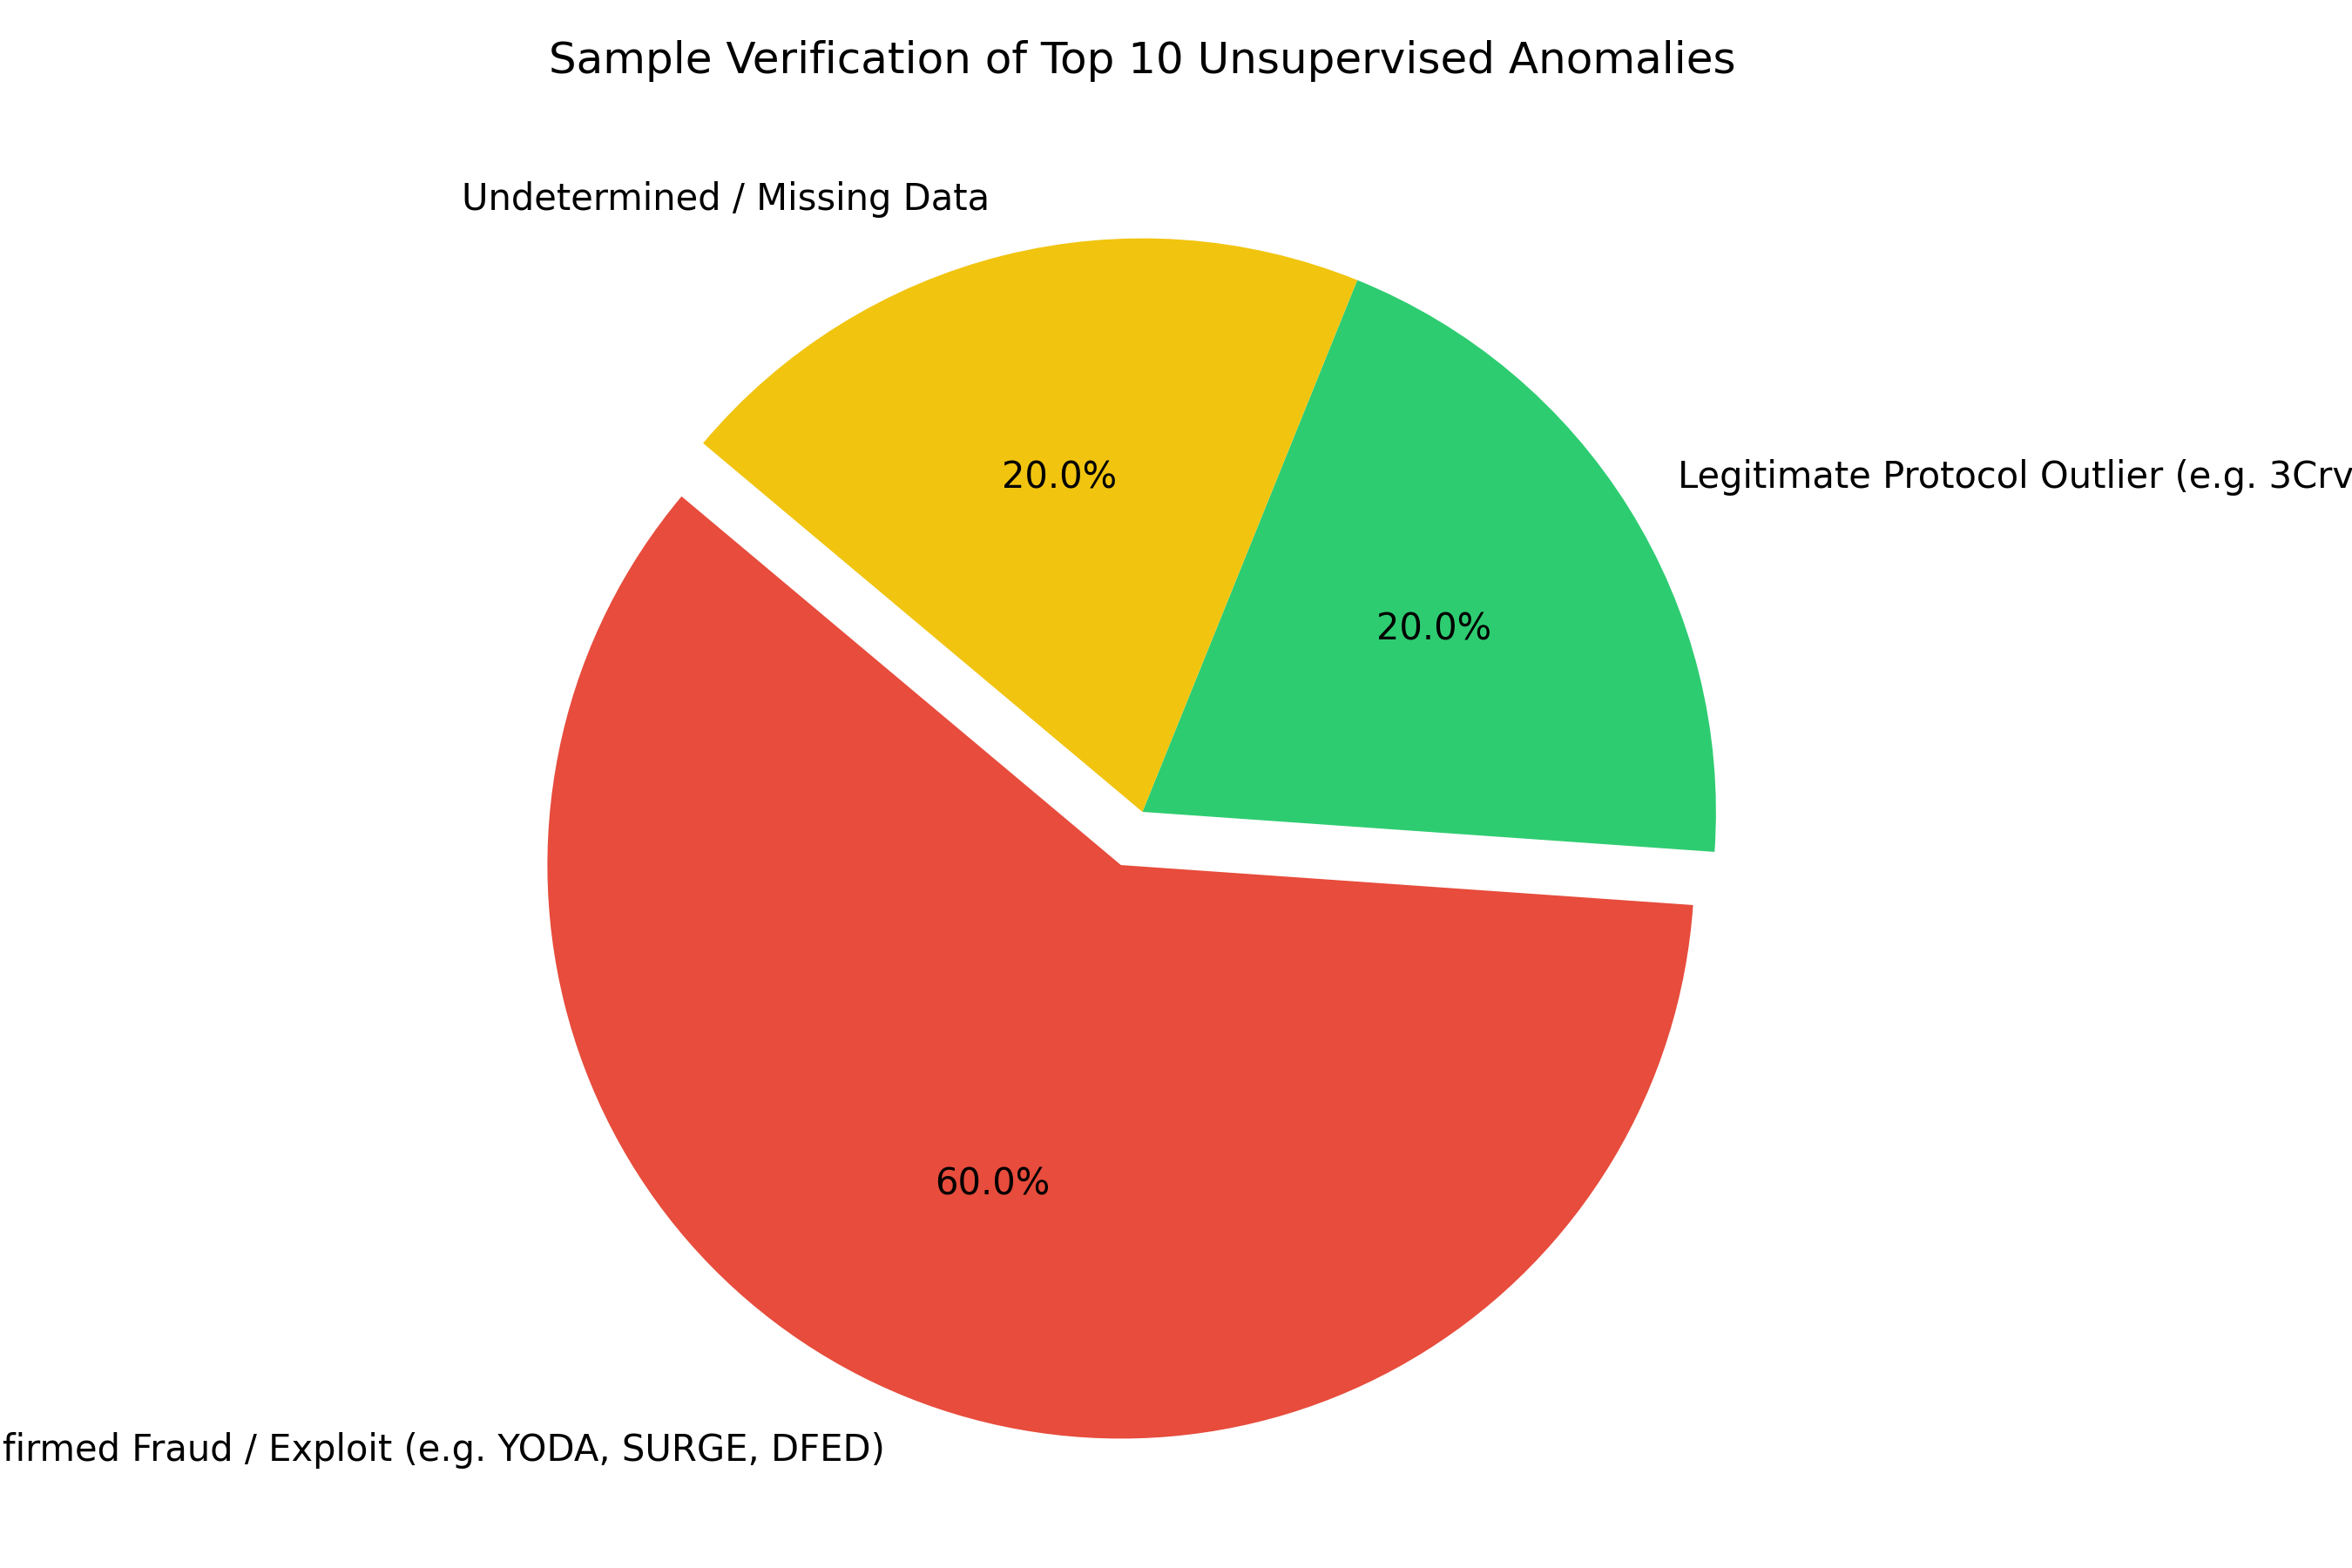 Sample Verification of Top 10 Unsupervised Anomalies
Undetermined / Missing Data
Legitimate Protocol Outlier (e.g. 3Crv
20.0%
20.0%
60.0%
firmed Fraud / Exploit (e.g. YODA, SURGE, DFED)